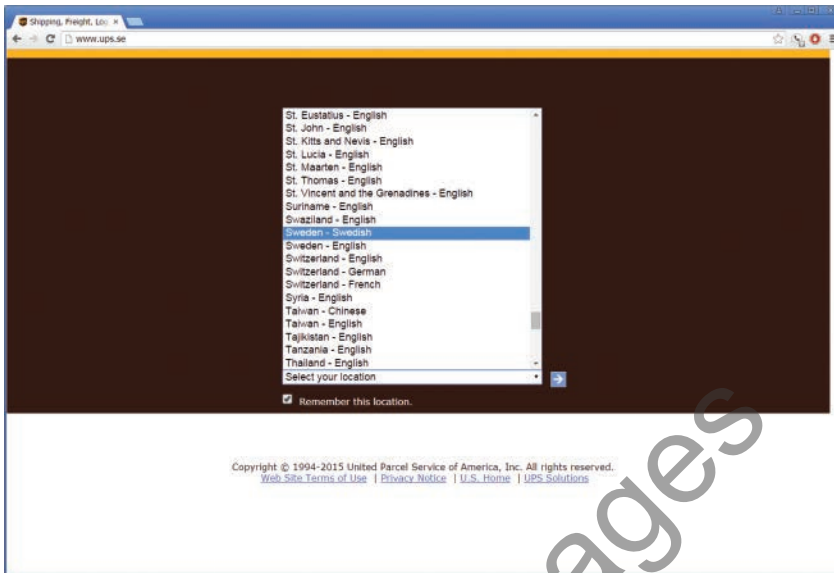 Shipping, Freight, Log
www.ups.se
St. Eustatius - English
St. John - English
St. Kitts and Nevis - English
St. Lucia - English
St. Maarten - English
St. Thomas - English
St. Vincent and the Grenadines - English
Suriname - English
Swaziland - English
Sweden - Swedish
Sweden - English
Switzerland - English
Switzerland - German
Switzerland - French
Syria - English
Taiwan - Chinese
Taiwan - English
Tajikistan - English
Tanzania - English
Thailand - English
Select your location
Remember this location.
Copyright © 1994-2015 United Parcel Service of America, Inc. All rights reserved.
Web Site Terms of Use | Privacy Notice | U.S. Home | UPS Solutions
ages